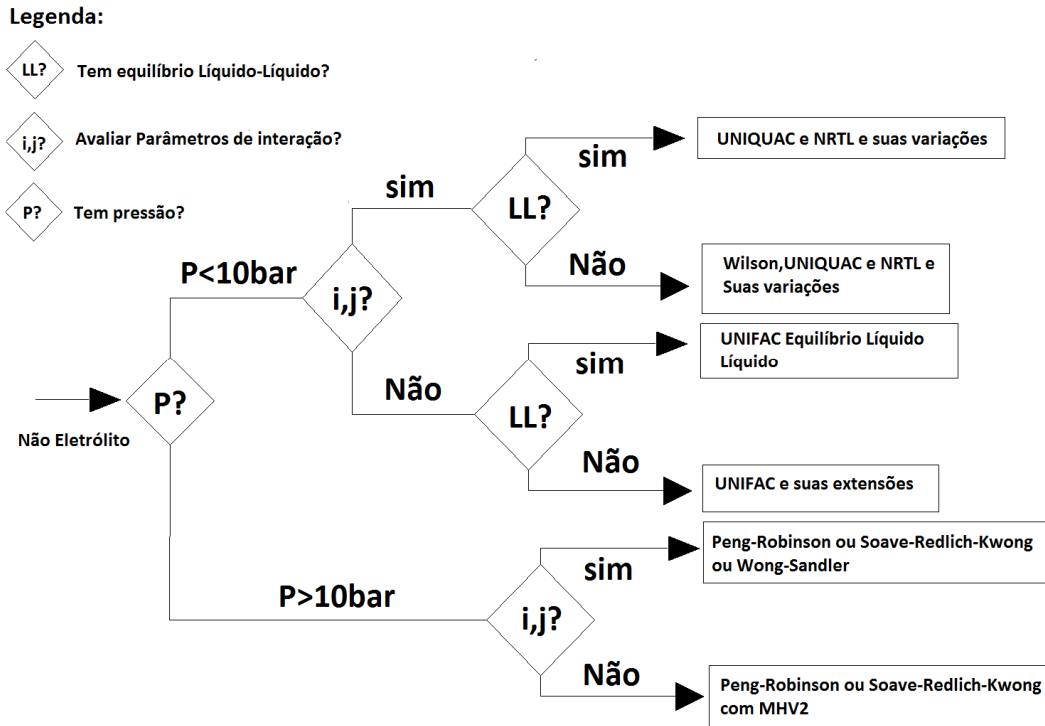 Legenda:
LL?
Tem equilíbrio Líquido-Líquido?
i,j?
Avaliar Parâmetros de interação?
P?
Tem pressão?
Não Eletrólito
P?
P<10bar
i,j?
sim
LL?
sim
UNIQUAC e NRTL e suas variações
Não
Wilson,UNIQUAC e NRTL e
Suas variações
Não
LL?
sim
UNIFAC Equilíbrio Líquido
Líquido
Não
UNIFAC e suas extensões
P>10bar
i,j?
sim
Peng-Robinson ou Soave-Redlich-Kwong
ou Wong-Sandler
Não
Peng-Robinson ou Soave-Redlich-Kwong
com MHV2